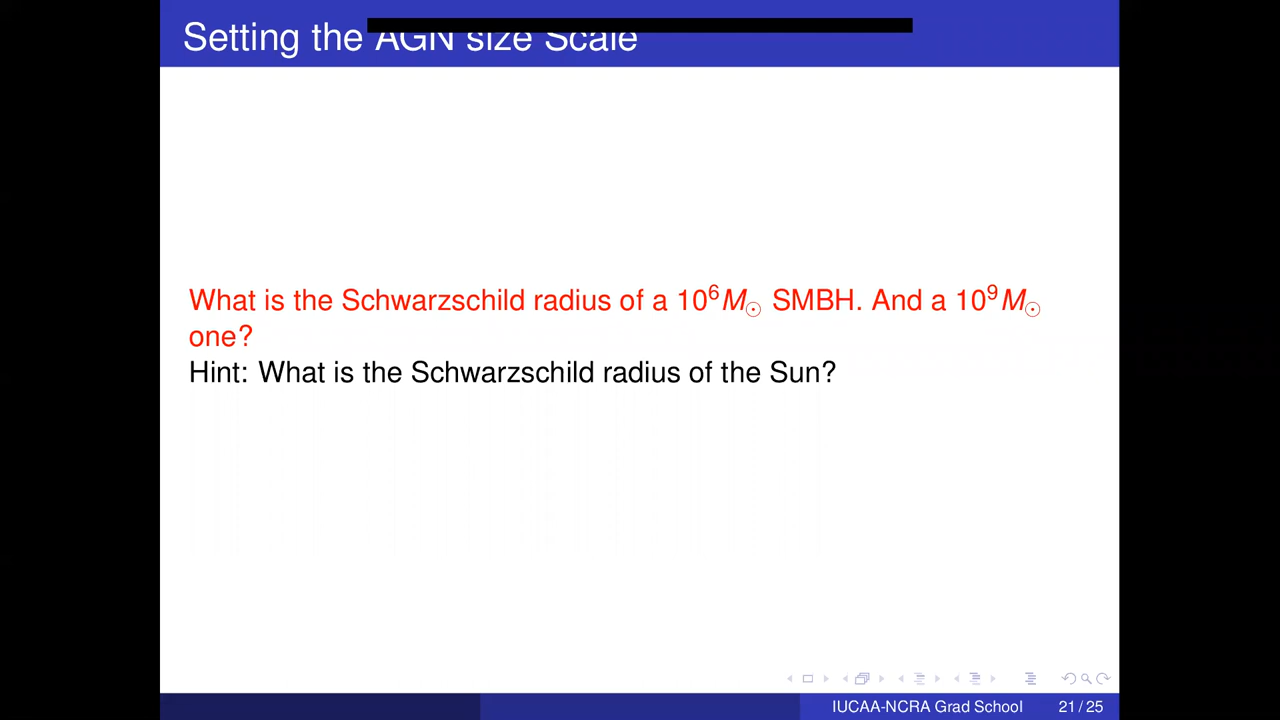 Setting the AGN size Scale
What is the Schwarzschild radius of a 10⁶M☉ SMBH. And a 10⁹M☉
one?
Hint: What is the Schwarzschild radius of the Sun?
IUCAA-NCRA Grad School 21 / 25